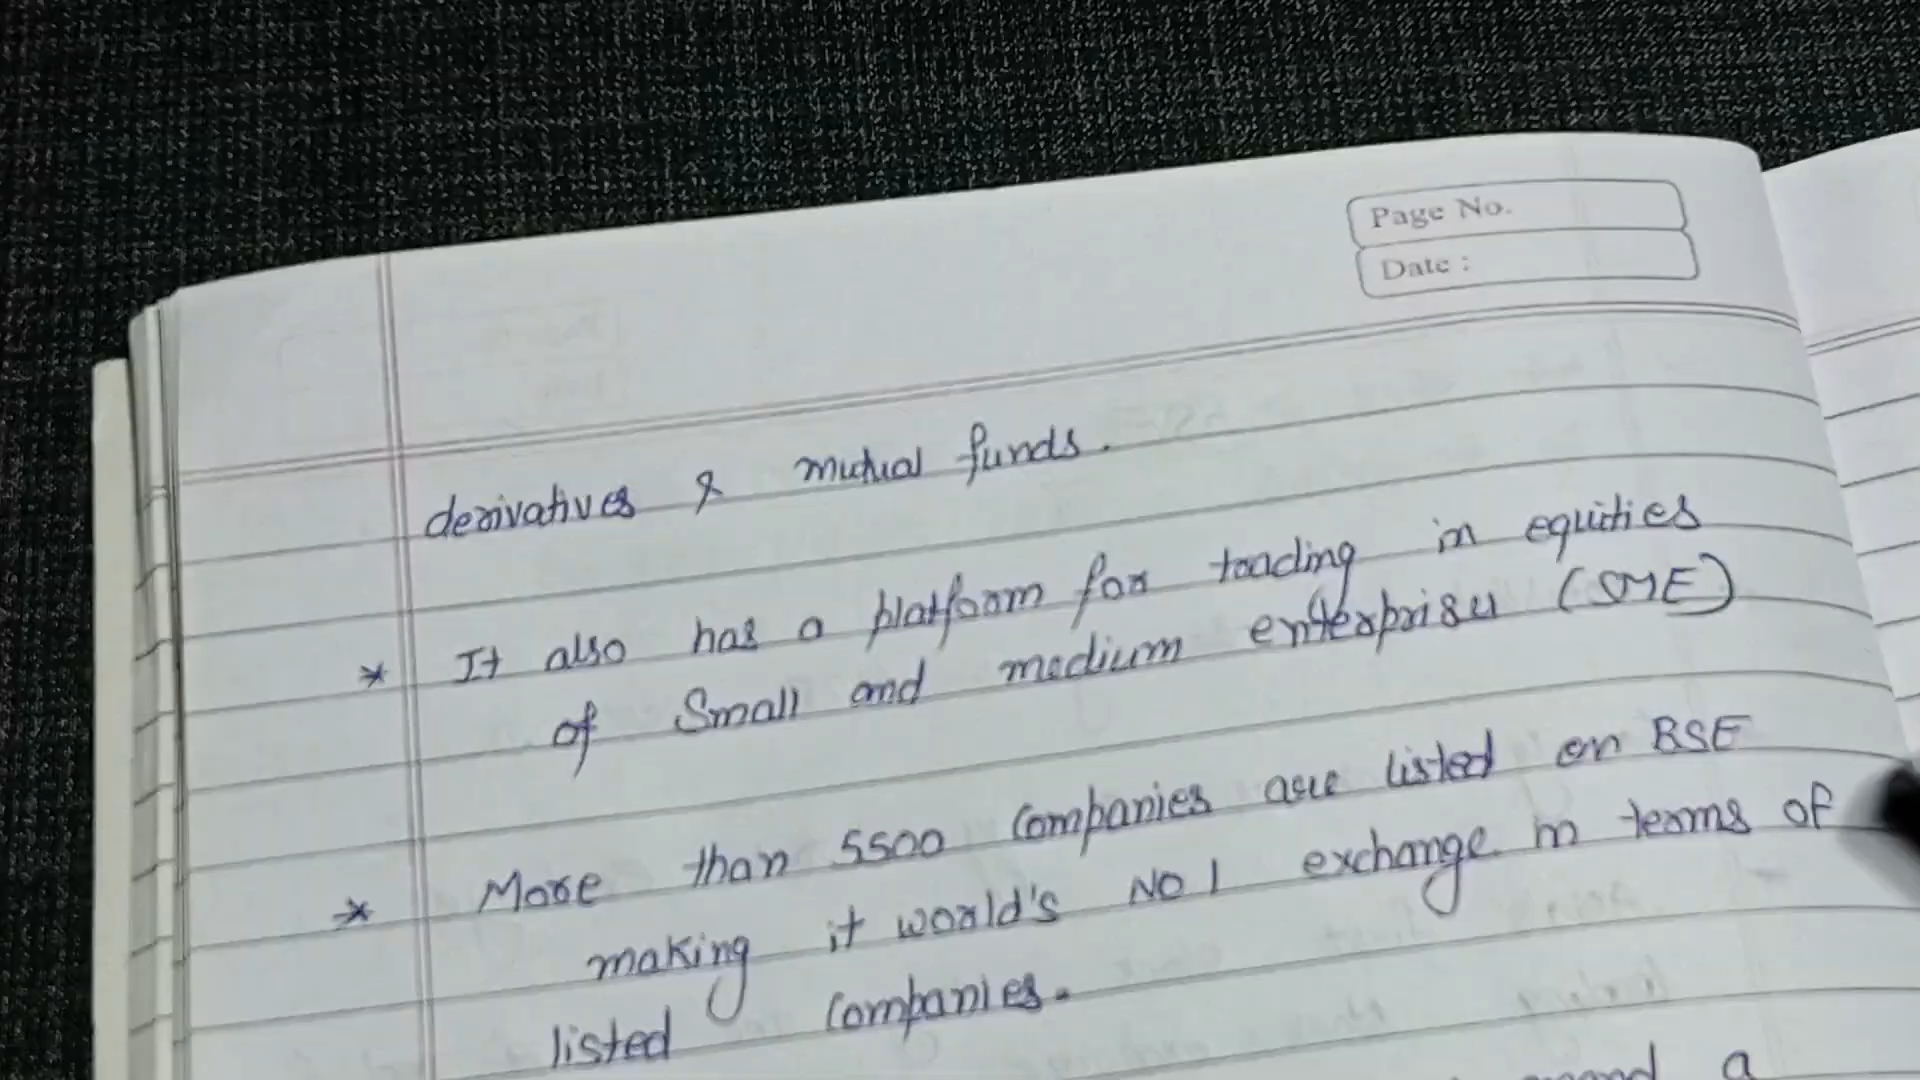 Page No.
Date :
derivatives & mutual funds.
* It also has a platform for trading in equities
of Small and medium enterprises (SME)
* More than 5500 Companies are listed on BSE
making it world's NO 1 exchange in terms of
listed Companies.
a